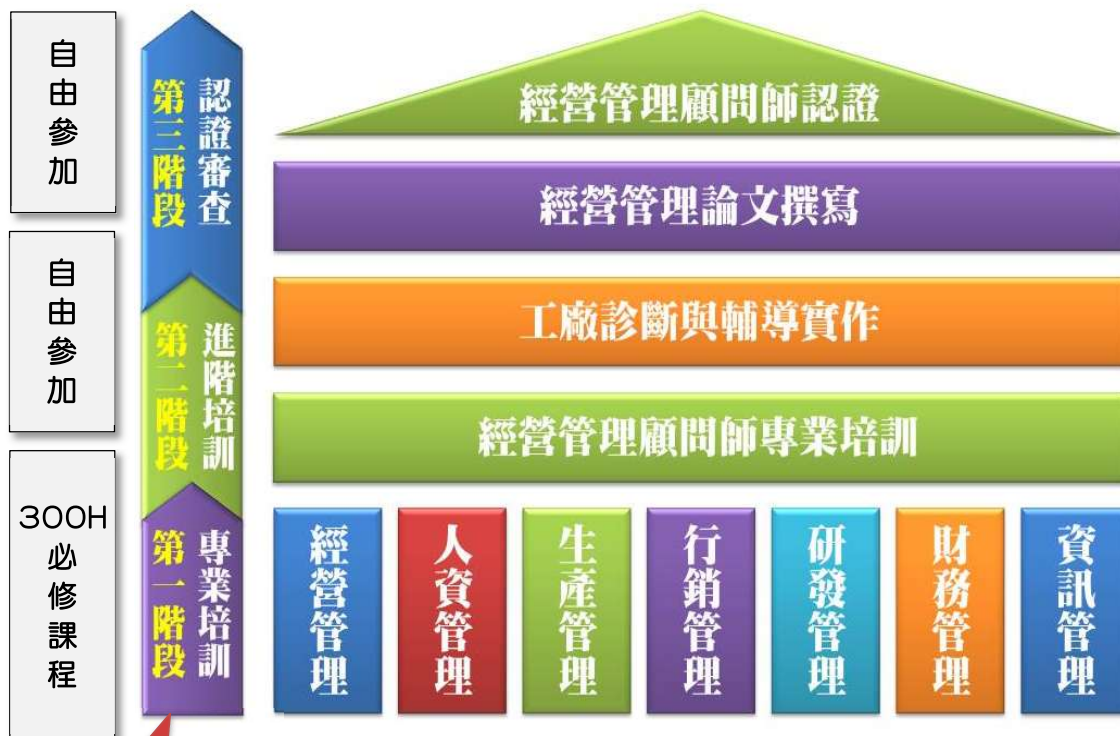 自由參加
第三階段
認證審查
經營管理顧問師認證
經營管理論文撰寫
自由參加
第二階段
進階培訓
工廠診斷與輔導實作
經營管理顧問師專業培訓
300H
必修課程
第一階段
專業培訓
經營管理
人資管理
生產管理
行銷管理
研發管理
財務管理
資訊管理